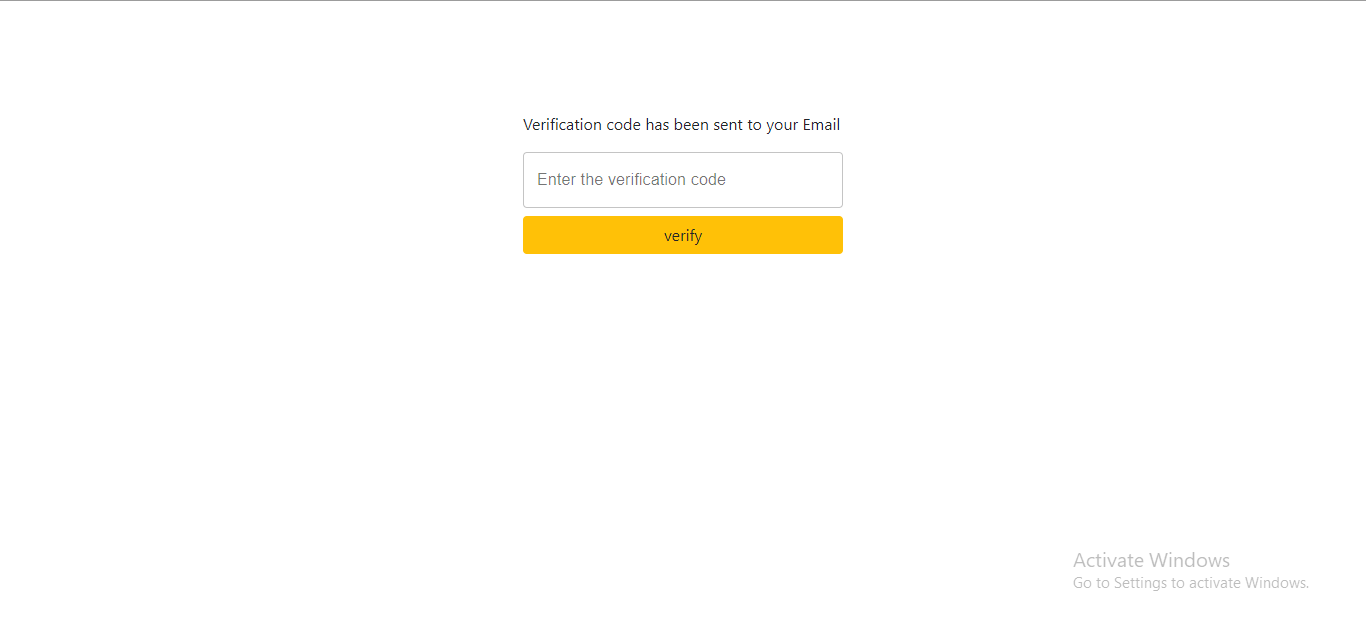 Verification code has been sent to your Email
Enter the verification code
verify
Activate Windows
Go to Settings to activate Windows.